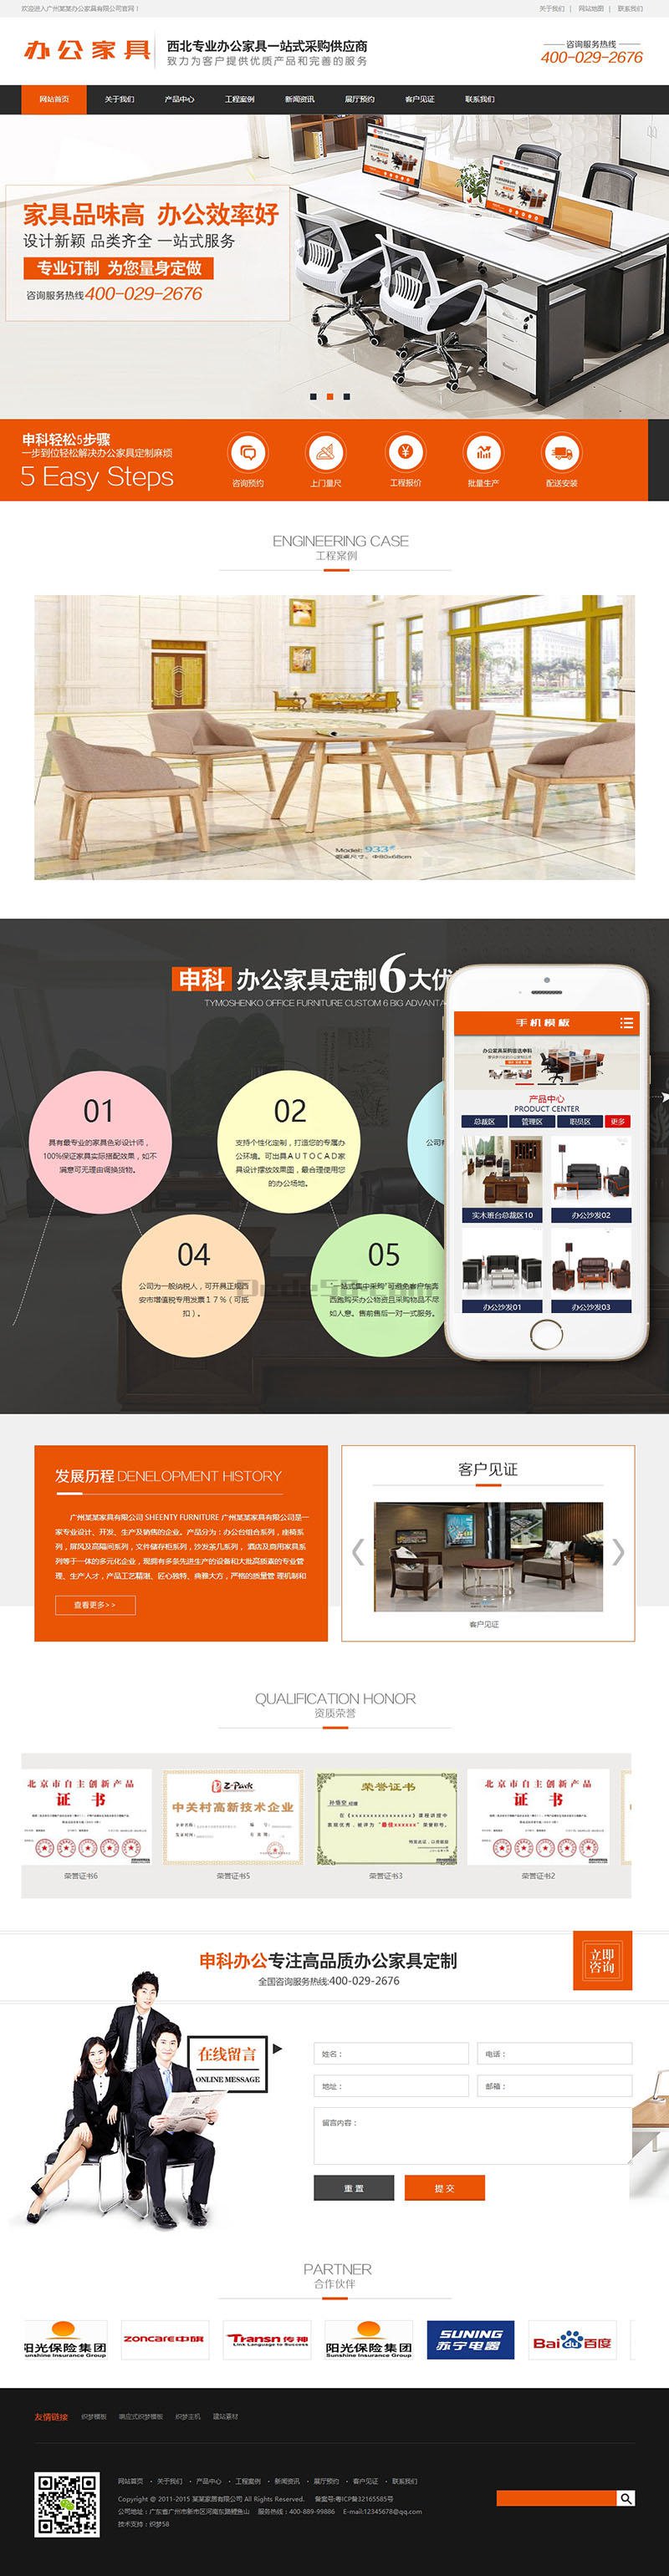 欢迎进入广州某某办公家具有限公司官网！
关于我们 | 网站地图 | 联系我们
办公家具
西北专业办公家具一站式采购供应商
致力为客户提供优质产品和完善的服务
咨询服务热线
400-029-2676
网站首页 关于我们 产品中心 工程案例 新闻资讯 展厅预约 客户见证 联系我们
家具品味高 办公效率好
设计新颖 品类齐全 一站式服务
专业订制 为您量身定做
咨询服务热线400-029-2676
申科轻松5步骤
一步到位轻松解决办公家具定制麻烦
5 Easy Steps
咨询预约 上门量尺 工程报价 批量生产 配送安装
ENGINEERING CASE
工程案例
Model: 933#
申科 办公家具定制6大优
TYMOSHENKO OFFICE FURNITURE CUSTOM 6 BIG ADVANTA
01
具有最专业的家具色彩设计师，
100%保证家具实际搭配效果，如不
满意可无理由调换货物。
02
支持个性化定制，打造您的专属办
公环境。可出具AUTOCAD家
具设计摆放效果图，最合理使用您
的办公场地。
04
公司为一般纳税人，可开具正规西
安市增值税专用发票17%（可抵
扣）。
05
一站式集中采购"可避免客户东奔
西跑购买办公物资且采购物品不尽
如人意。售前售后一对一式服务。
手机模板
产品中心
PRODUCT CENTER
总裁区 管理区 职员区 更多
实木班台总裁区10 办公沙发02
办公沙发01 办公沙发03
发展历程 DENELOPMENT HISTORY
广州某某家具有限公司 SHEENTY FURNITURE 广州某某家具有限公司是一
家专业设计、开发、生产及销售的企业。产品分为：办公台组合系列，座椅系
列，屏风及高隔间系列，文件储存柜系列，沙发茶几系列， 酒店及商用家具系
列等于一体的多元化企业，现拥有多条先进生产的设备和大批高质素的专业管
理、生产人才，产品工艺精湛、匠心独特、典雅大方，严格的质量管 理机制和
查看更多>>
客户见证
客户见证
QUALIFICATION HONOR
资质荣誉
北京市自主创新产品
证 书
Z-Park
中关村高新技术企业
荣誉证书
北京市自主创新产品
证 书
荣誉证书6 荣誉证书5 荣誉证书3 荣誉证书2
申科办公专注高品质办公家具定制
全国咨询服务热线:400-029-2676
立即
咨询
在线留言
ONLINE MESSAGE
姓名： 电话：
地址： 邮箱：
留言内容：
重置 提交
PARTNER
合作伙伴
阳光保险集团
Sunshine Insurance Group
zoncare中旗
Transn传神
Link Language to Success
阳光保险集团
Sunshine Insurance Group
SUNING
苏宁电器
Bai du 百度
友情链接 织梦模板 响应式织梦模板 织梦主机 建站素材
网站首页 · 关于我们 · 产品中心 · 工程案例 · 新闻资讯 · 展厅预约 · 客户见证 · 联系我们
Copyright @ 2011-2015 某某家居有限公司 All Rights Reserved. 备案号:粤ICP备32165585号
公司地址：广东省广州市新市区河南东路鲤鱼山 服务热线：400-889-99886 E-mail:12345678@qq.com
技术支持：织梦58